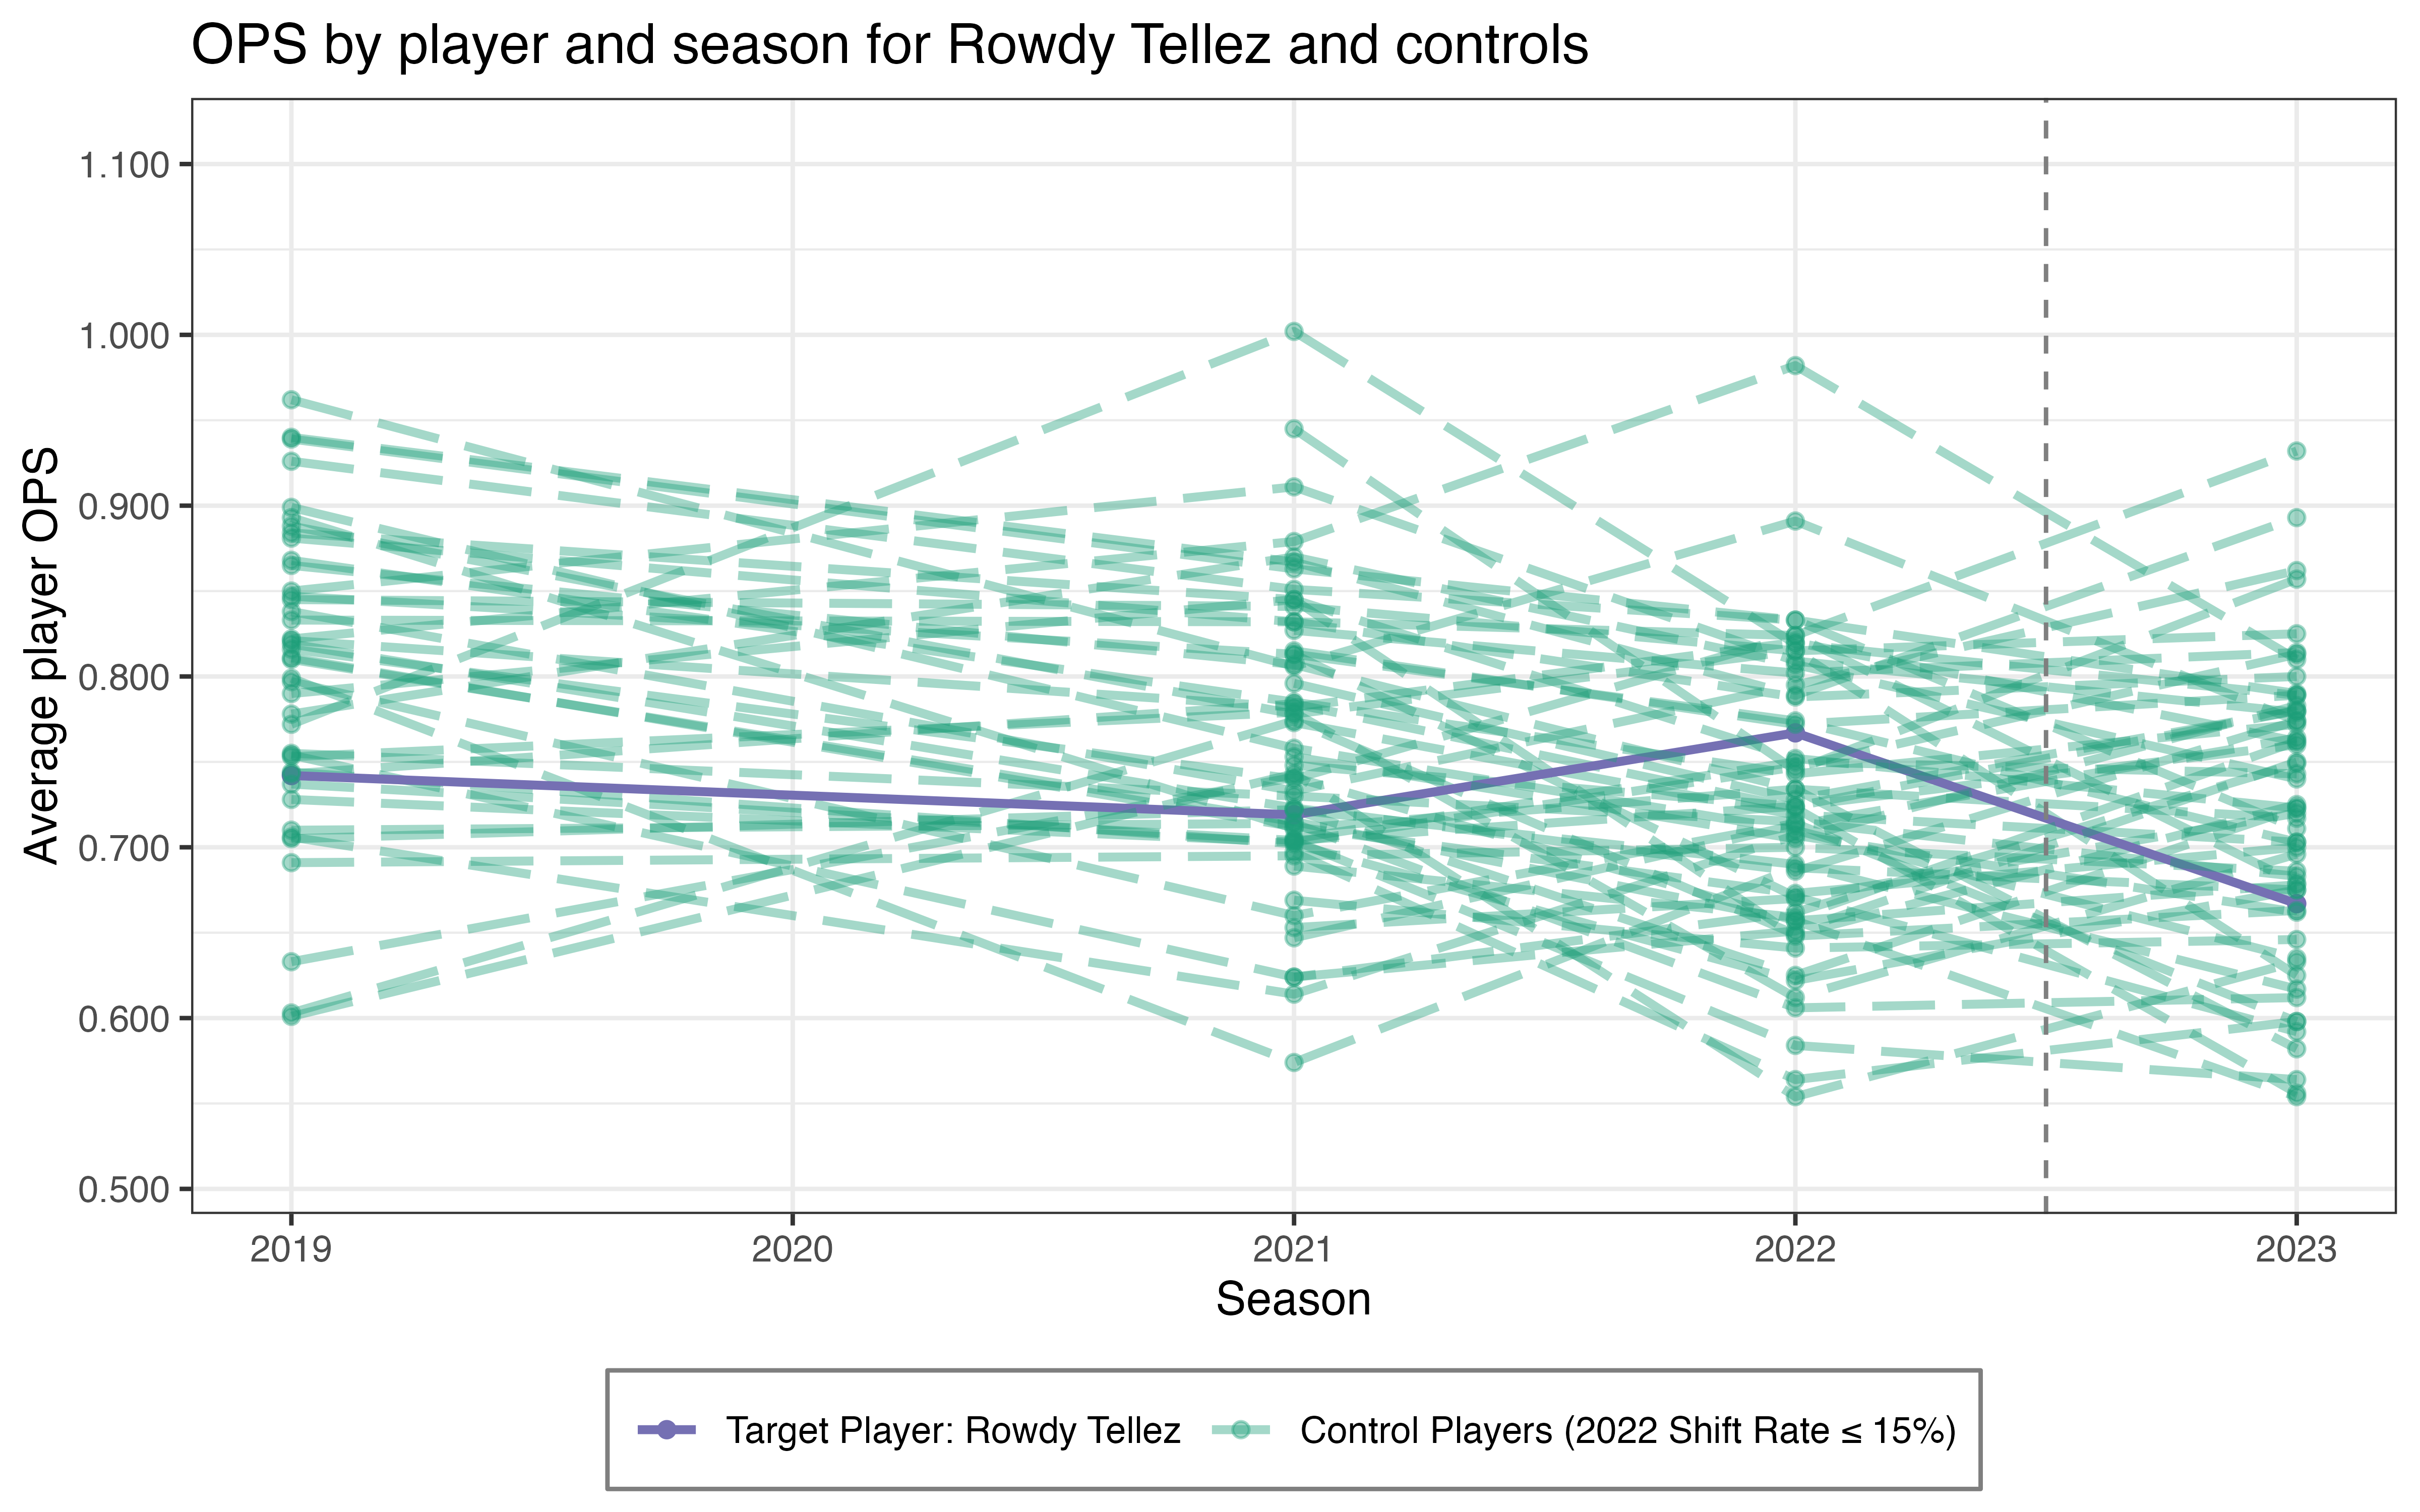 OPS by player and season for Rowdy Tellez and controls
Average player OPS
1.100
1.000
0.900
0.800
0.700
0.600
0.500
2019 2020 2021 2022 2023
Season
Target Player: Rowdy Tellez Control Players (2022 Shift Rate ≤ 15%)